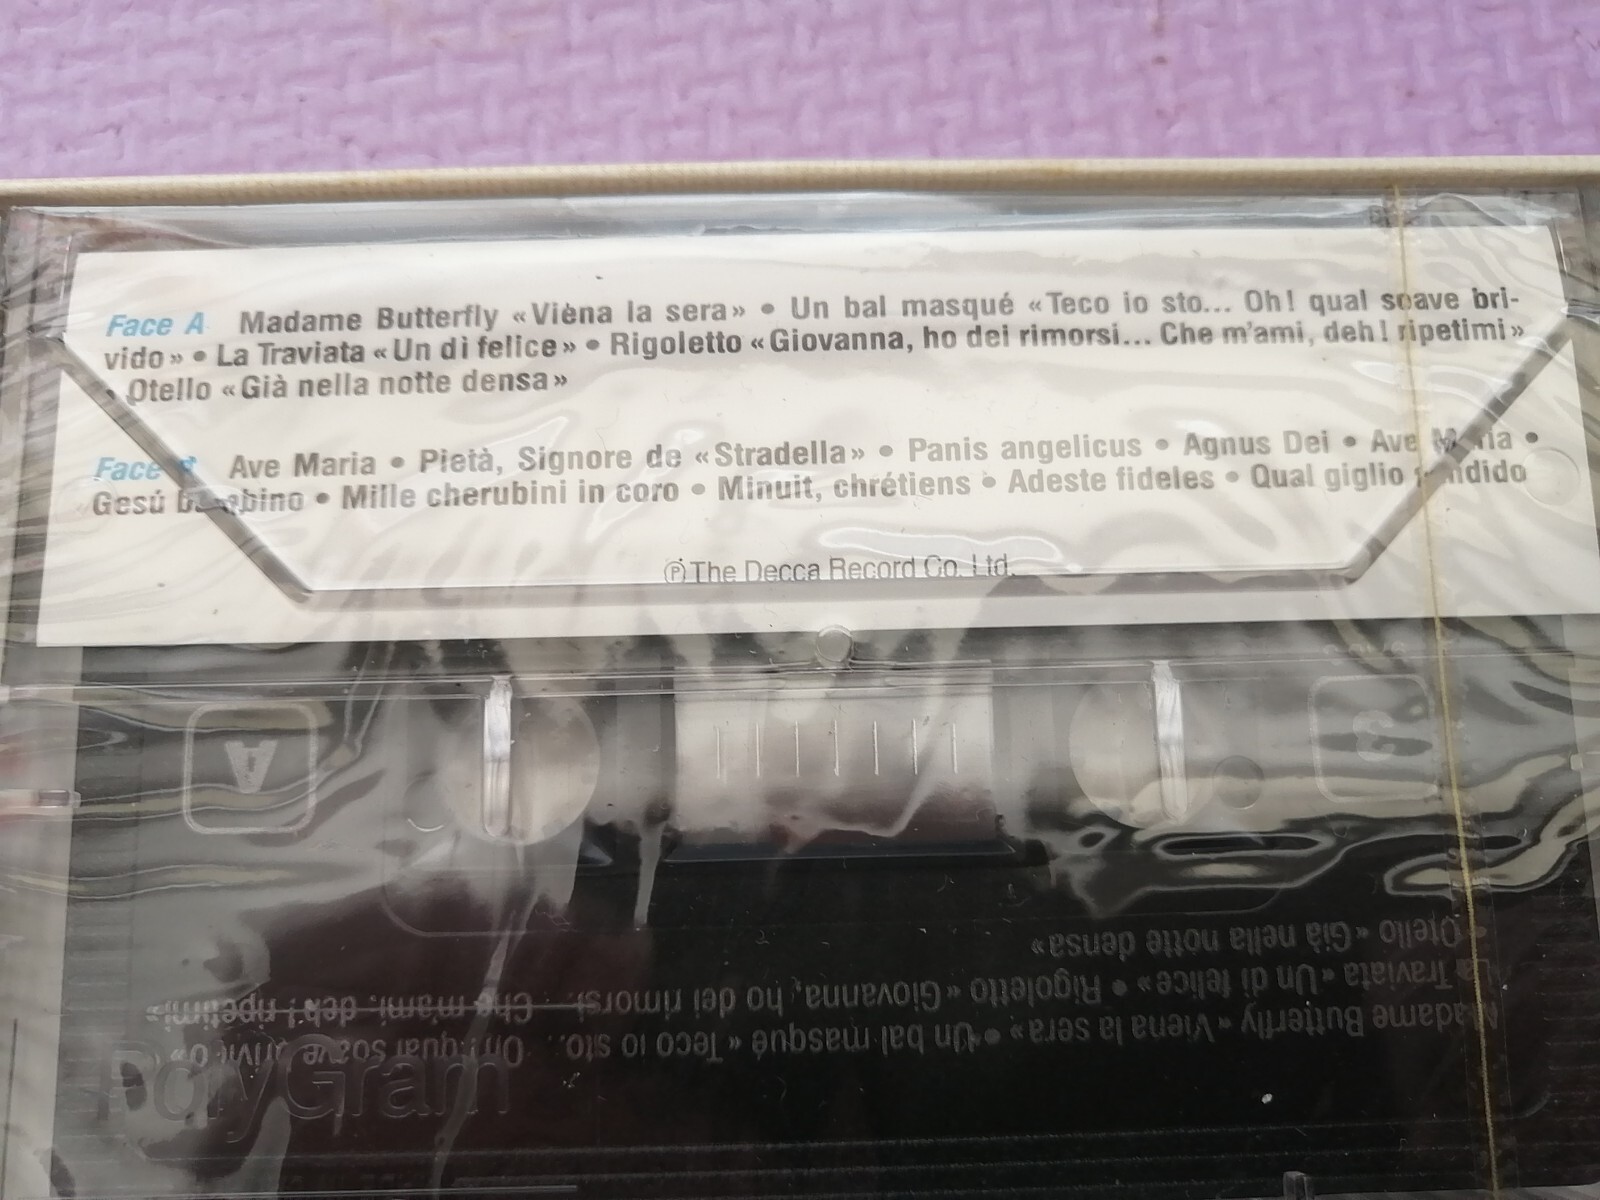 Face A Madame Butterfly «Vièna la sera» • Un bal masqué «Teco io sto... Oh! qual soave bri-
vido» • La Traviata «Un dì felice» • Rigoletto «Giovanna, ho dei rimorsi... Che m'ami, deh! ripetimi»
• Otello «Già nella notte densa»
Face Ave Maria • Pietà, Signore de «Stradella» • Panis angelicus • Agnus Dei • Ave Maria •
Gesú bambino • Mille cherubini in coro • Minuit, chrétiens • Adeste fideles • Qual giglio candido
Ⓟ The Decca Record Co. Ltd.
A
Madame Butterfly «Viena la sera» • Un bal masqué «Teco io sto... Oh! qual soave
La Traviata «Un di felice» • Rigoletto «Giovanna, ho dei rimorsi... Che m'ami, deh! ripetimi»
• Otello «Già nella notte densa»
PolyGram